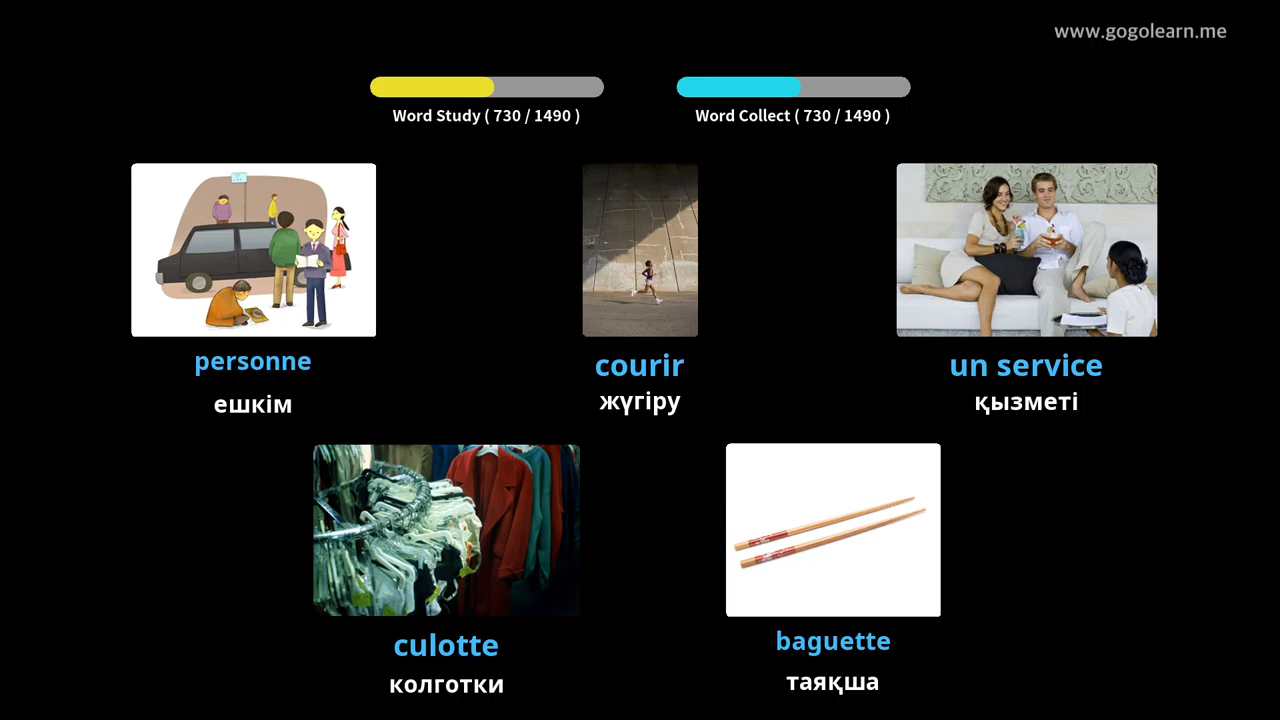 www.gogolearn.me
Word Study ( 730 / 1490 )
Word Collect ( 730 / 1490 )
personne
ешкім
courir
жүгіру
un service
қызметі
culotte
колготки
baguette
таяқша